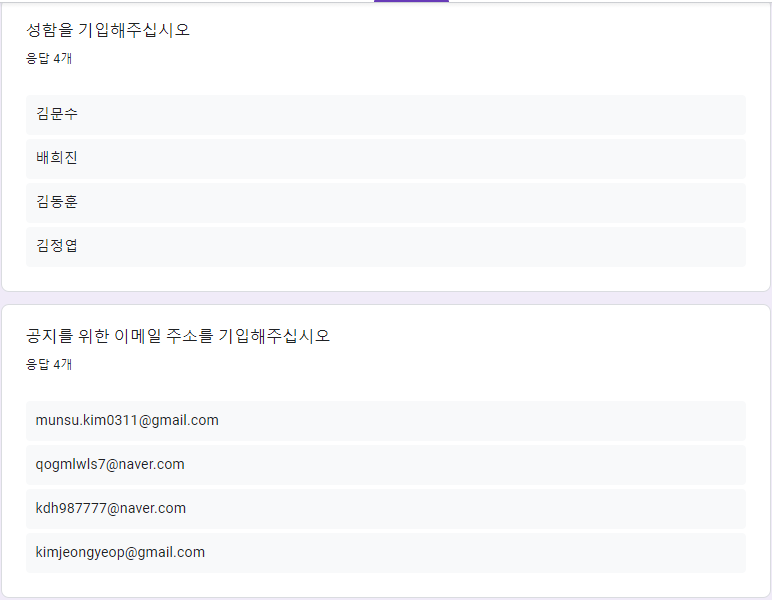 성함을 기입해주십시오
응답 4개
김문수
배희진
김동훈
김정엽
공지를 위한 이메일 주소를 기입해주십시오
응답 4개
munsu.kim0311@gmail.com
qogmlwls7@naver.com
kdh987777@naver.com
kimjeongyeop@gmail.com